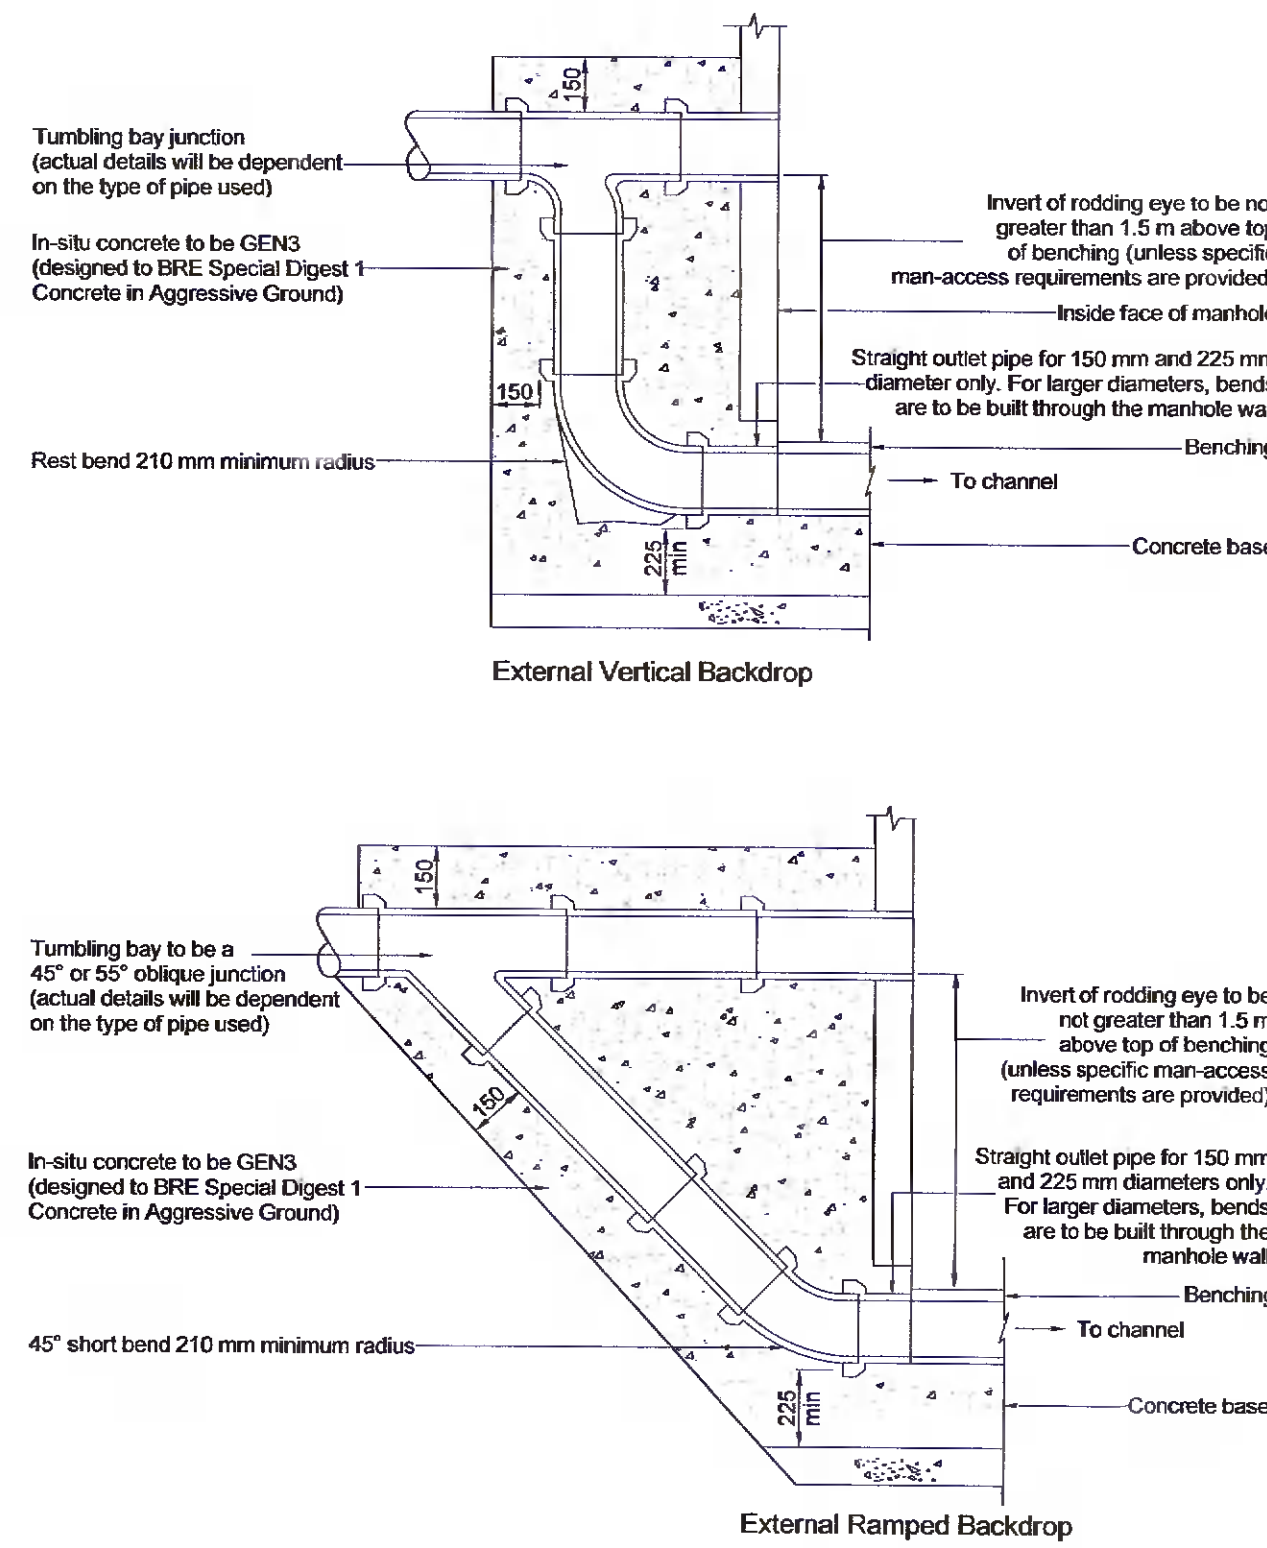 150
Tumbling bay junction
(actual details will be dependent
on the type of pipe used)
In-situ concrete to be GEN3
(designed to BRE Special Digest 1
Concrete in Aggressive Ground)
Invert of rodding eye to be no
greater than 1.5 m above top
of benching (unless specific
man-access requirements are provided
Inside face of manhole
Straight outlet pipe for 150 mm and 225 mm
diameter only. For larger diameters, bends
are to be built through the manhole wal
150
Rest bend 210 mm minimum radius
Benching
To channel
225
min
Concrete base
External Vertical Backdrop
150
Tumbling bay to be a
45° or 55° oblique junction
(actual details will be dependent
on the type of pipe used)
Invert of rodding eye to be
not greater than 1.5 m
above top of benching
(unless specific man-access
requirements are provided)
150
In-situ concrete to be GEN3
(designed to BRE Special Digest 1
Concrete in Aggressive Ground)
Straight outlet pipe for 150 mm
and 225 mm diameters only.
For larger diameters, bends
are to be built through the
manhole wall
Benching
To channel
45° short bend 210 mm minimum radius
225
min
Concrete base
External Ramped Backdrop